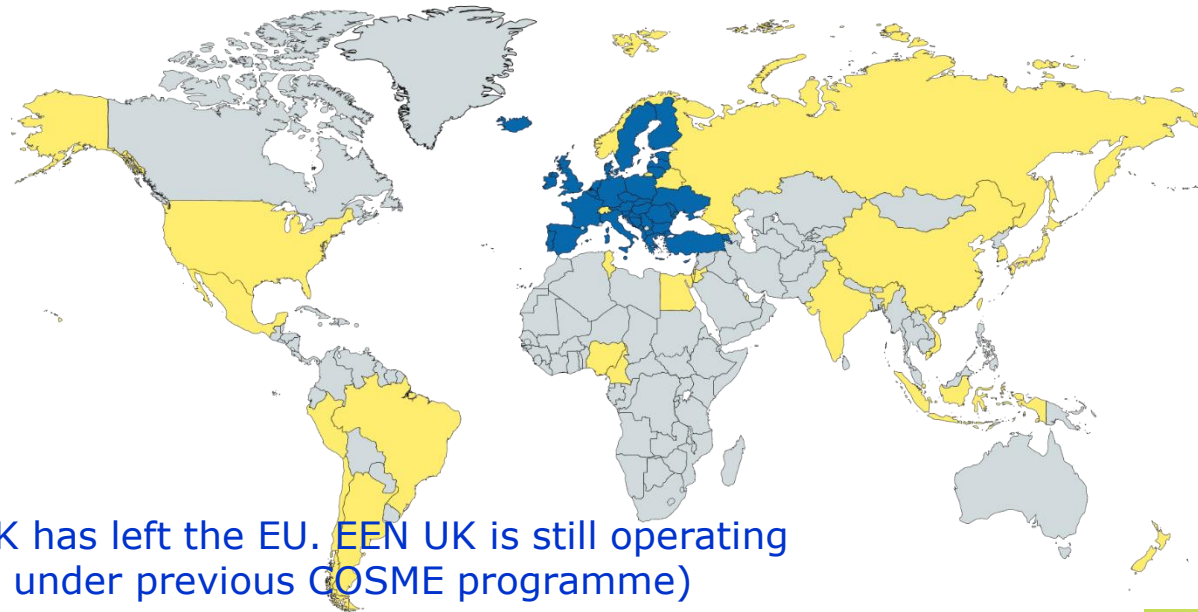 K has left the EU. EEN UK is still operating
under previous COSME programme)